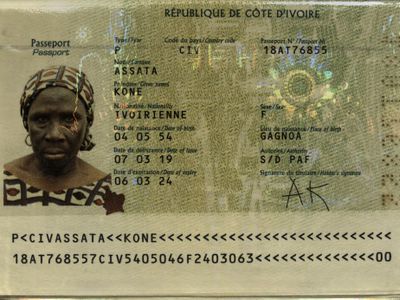 RÉPUBLIQUE DE CÔTE D'IVOIRE
Passeport
Passport
Type/Type Code du pays/Country code Passeport N°/Passport N°
P CIV 18AT76855
Nom/Surname
ASSATA
Prénoms/Given names
KONE
Nationalité/Nationality Sexe/Sex
IVOIRIENNE F
Date de naissance/Date of birth Lieu de naissance/Place of birth
04 05 54 GAGNOA
Date de délivrance/Date of issue Autorité/Authority
07 03 19 S/D PAF
Date d'expiration/Date of expiry Signature du titulaire/Holder's signature
06 03 24 AK
P<CIVASSATA<<KONE<<<<<<<<<<<<<<<<<<<<<<<<<<<
18AT768557CIV5405046F2403063<<<<<<<<<<<<<<00